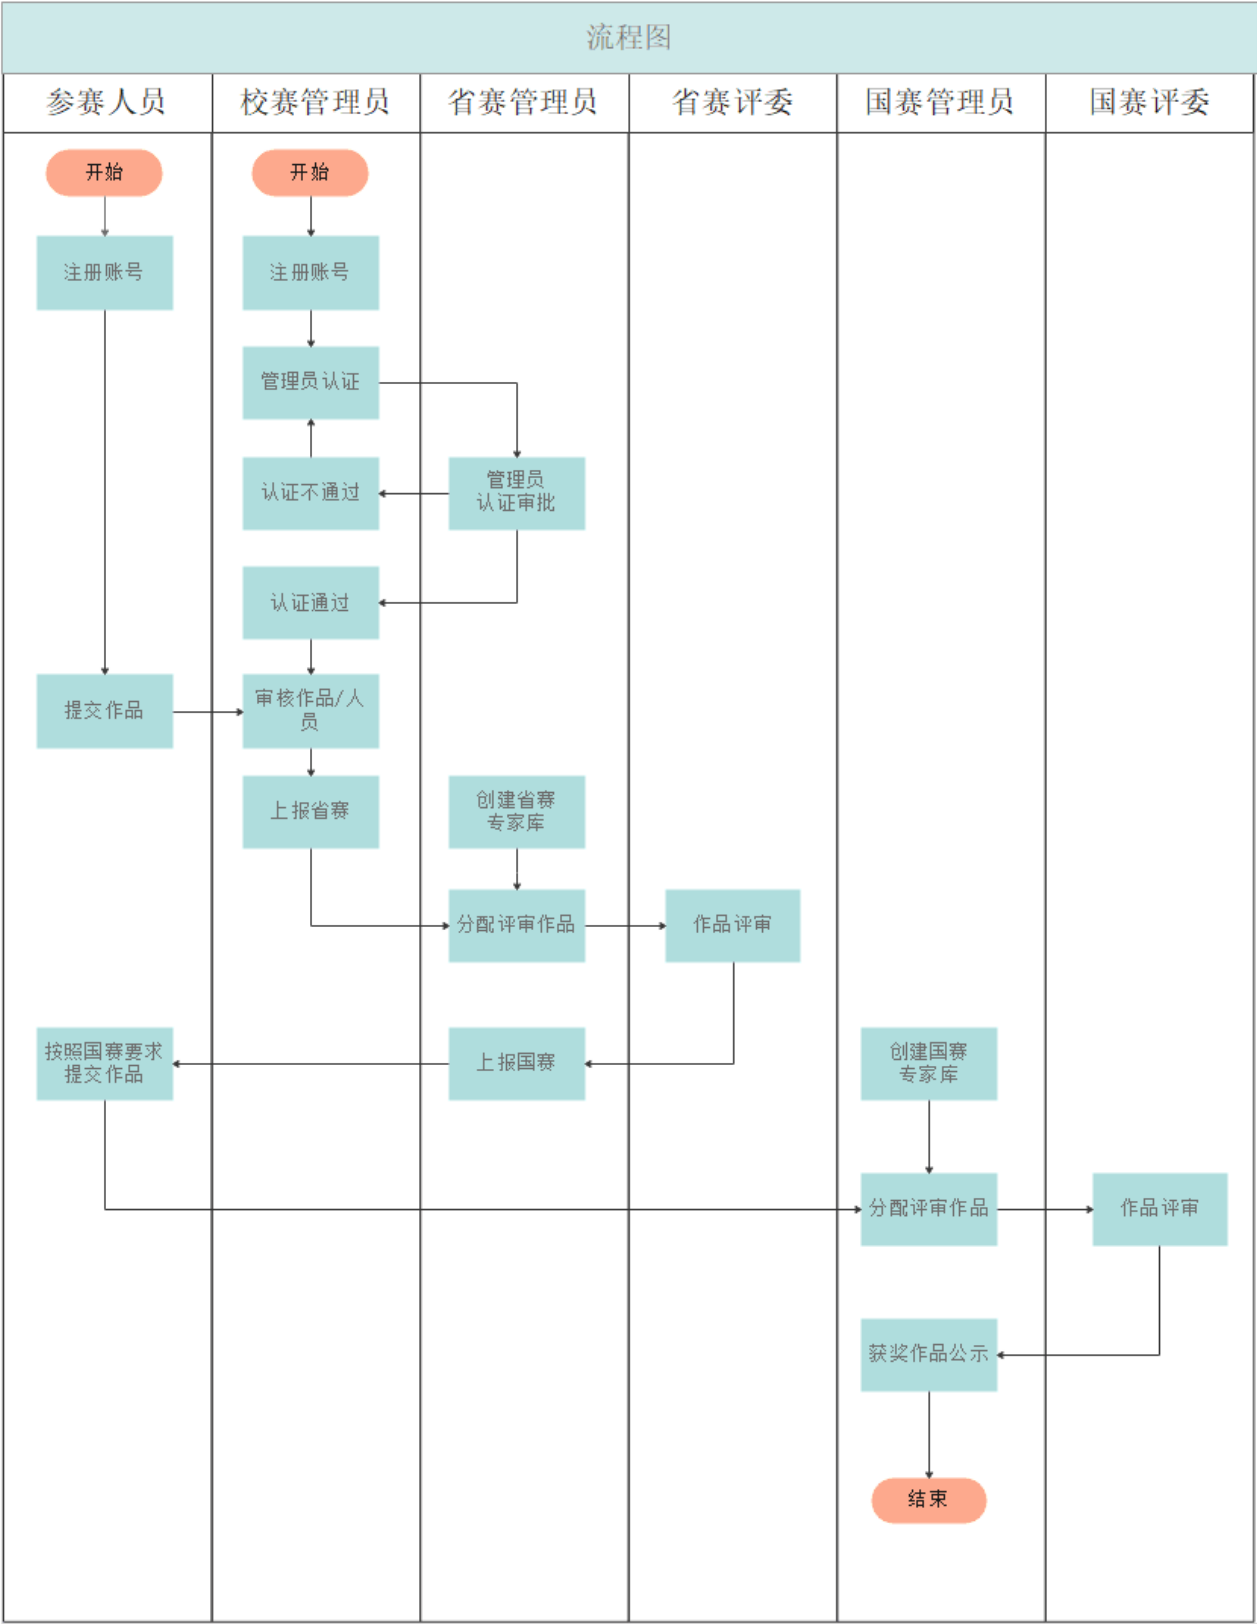 流程图
参赛人员
校赛管理员
省赛管理员
省赛评委
国赛管理员
国赛评委
开始
开始
注册账号
注册账号
管理员认证
认证不通过
管理员
认证审批
认证通过
提交作品
审核作品/人
员
上报省赛
创建省赛
专家库
分配评审作品
作品评审
按照国赛要求
提交作品
上报国赛
创建国赛
专家库
分配评审作品
作品评审
获奖作品公示
结束